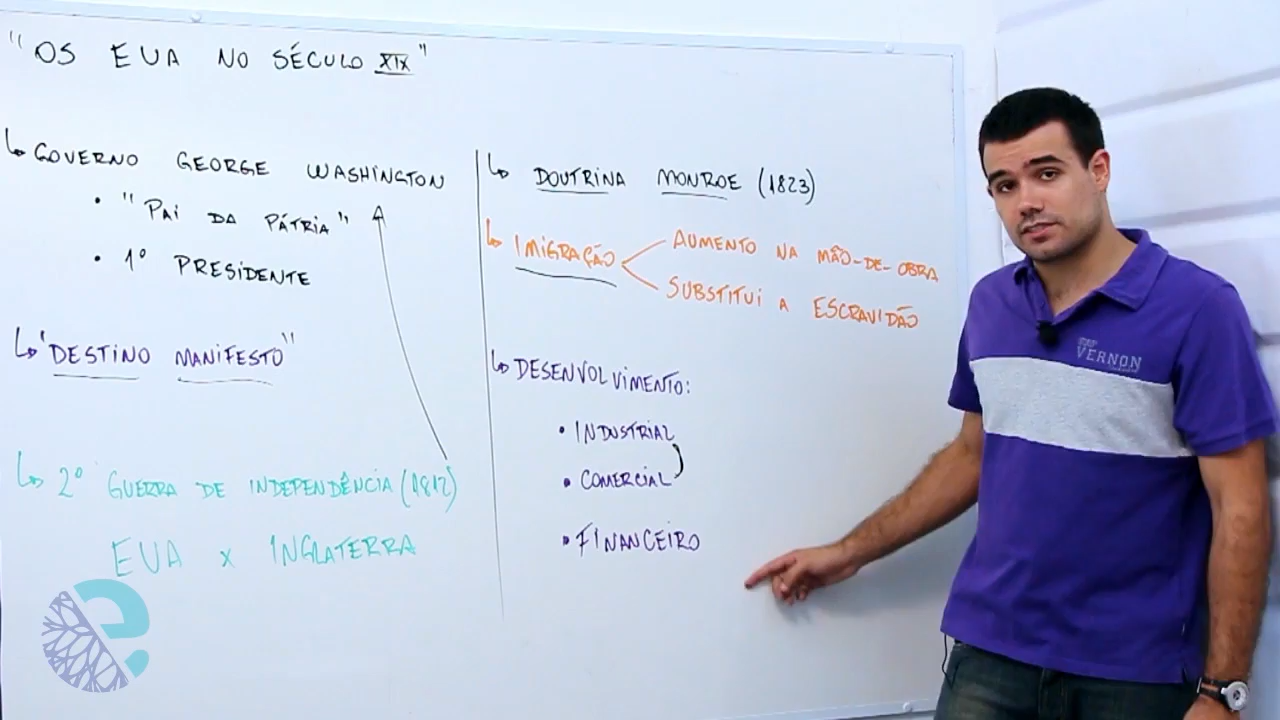 "OS EUA NO SÉCULO XIX"
GOVERNO GEORGE WASHINGTON
• "PAI DA PÁTRIA"
• 1º PRESIDENTE
"DESTINO MANIFESTO"
2º GUERRA DE INDEPENDÊNCIA (1812)
EUA x INGLATERRA
DOUTRINA MONROE (1823)
IMIGRAÇÃO
AUMENTO NA MÃO-DE-OBRA
SUBSTITUI A ESCRAVIDÃO
DESENVOLVIMENTO:
• INDUSTRIAL
• COMERCIAL
• FINANCEIRO
VERNON